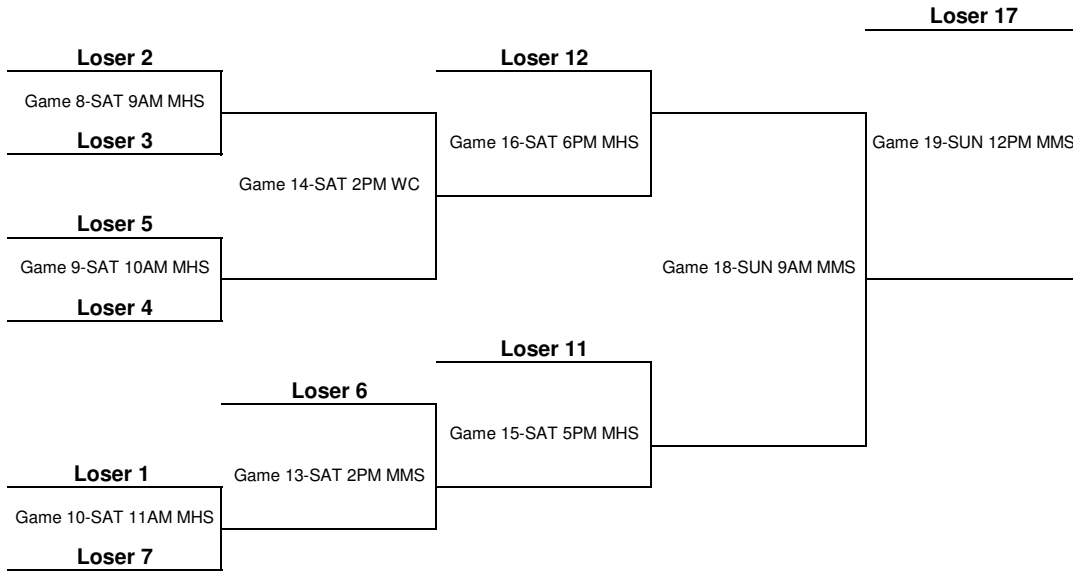 Loser 17
Loser 2
Loser 12
Game 8-SAT 9AM MHS
Loser 3
Game 16-SAT 6PM MHS
Game 19-SUN 12PM MMS
Game 14-SAT 2PM WC
Loser 5
Game 9-SAT 10AM MHS
Game 18-SUN 9AM MMS
Loser 4
Loser 11
Loser 6
Game 15-SAT 5PM MHS
Loser 1
Game 13-SAT 2PM MMS
Game 10-SAT 11AM MHS
Loser 7